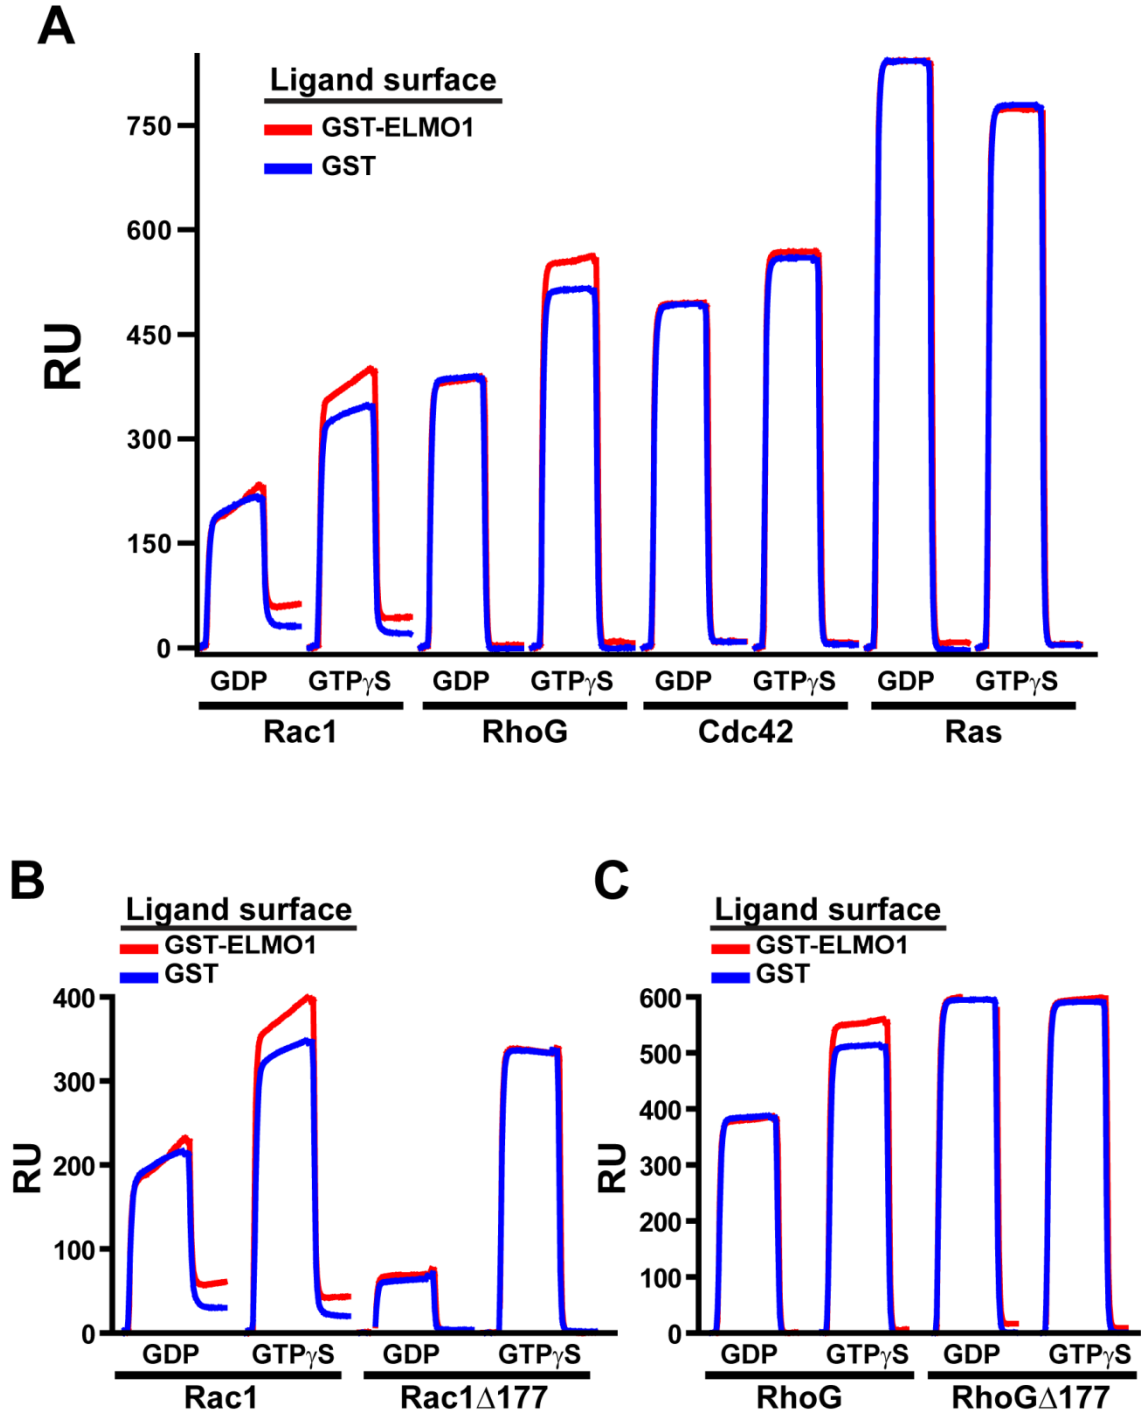 A
Ligand surface
GST-ELMO1
GST
RU
750
600
450
300
150
0
GDP GTPγS GDP GTPγS GDP GTPγS GDP GTPγS
Rac1 RhoG Cdc42 Ras
B
Ligand surface
GST-ELMO1
GST
RU
400
300
200
100
0
GDP GTPγS GDP GTPγS
Rac1 Rac1Δ177
C
Ligand surface
GST-ELMO1
GST
RU
600
500
400
300
200
100
0
GDP GTPγS GDP GTPγS
RhoG RhoGΔ177